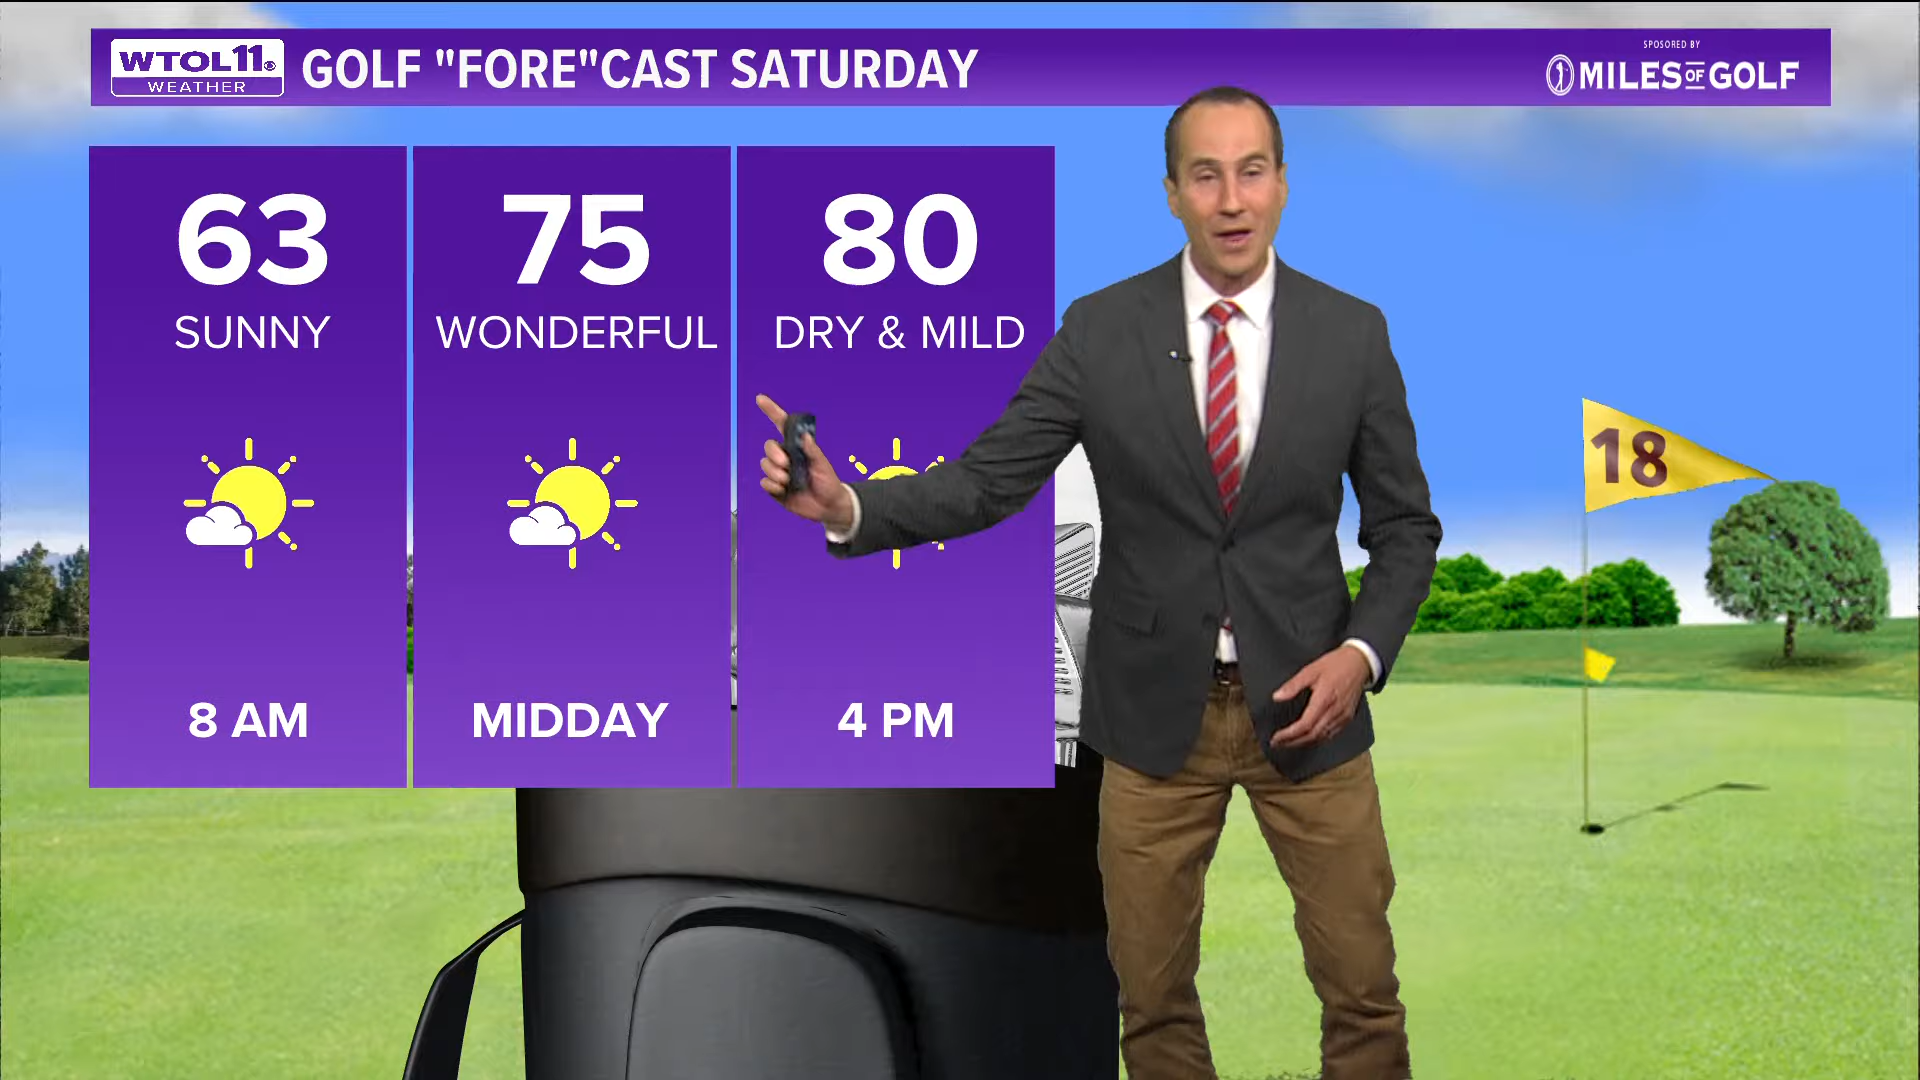 WTOL11
WEATHER
GOLF "FORE"CAST SATURDAY
SPOSORED BY
MILES OF GOLF
63
SUNNY
8 AM
75
WONDERFUL
MIDDAY
80
DRY & MILD
4 PM
18